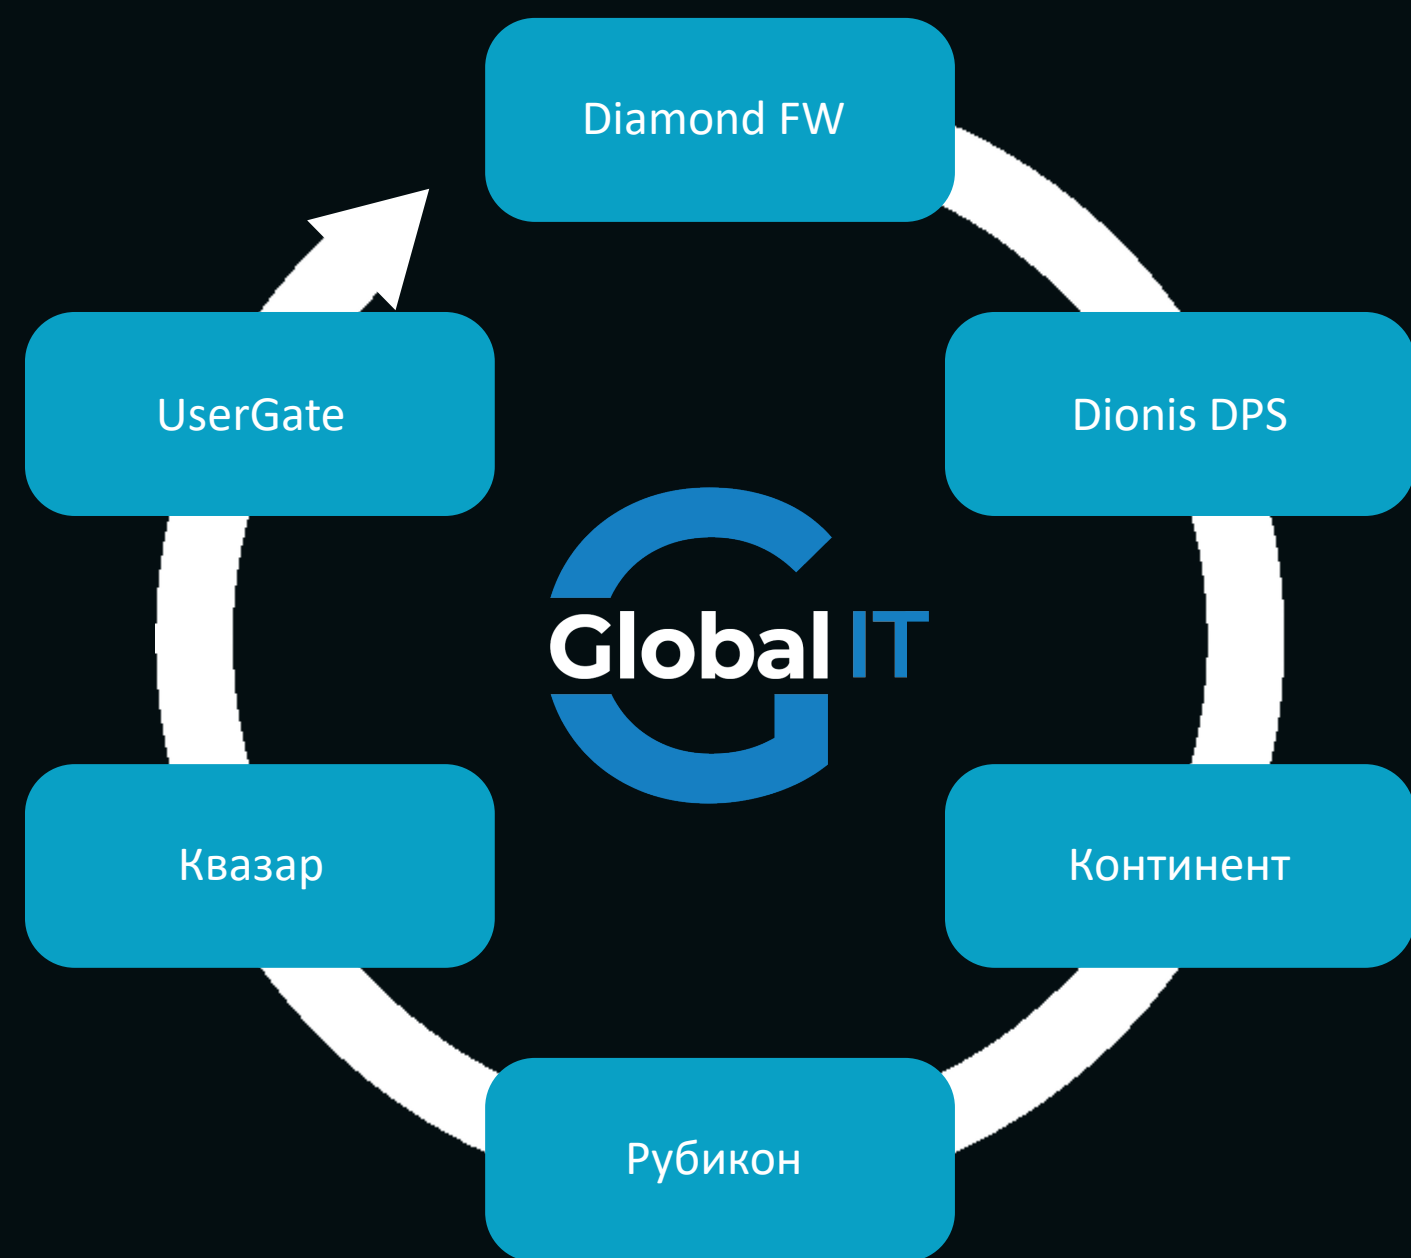 Diamond FW
UserGate
Dionis DPS
Global IT
Квазар
Континент
Рубикон